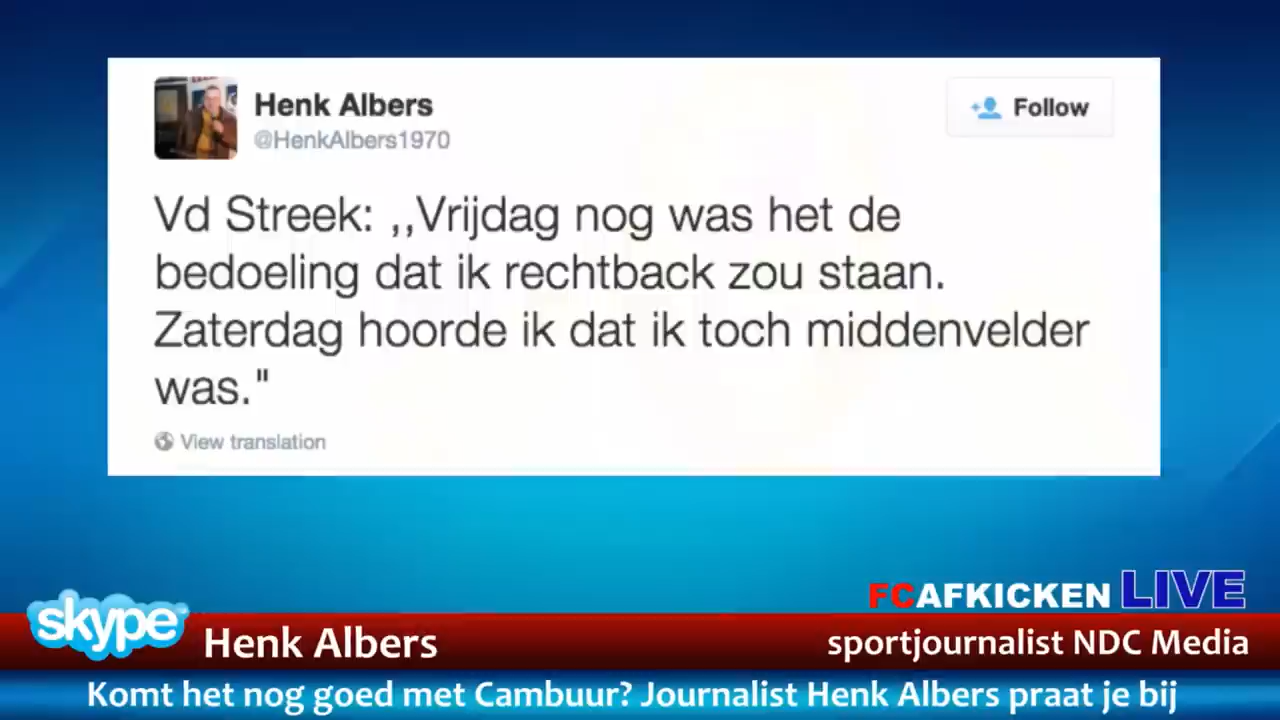 Henk Albers
@HenkAlbers1970
Follow
Vd Streek: ,,Vrijdag nog was het de
bedoeling dat ik rechtback zou staan.
Zaterdag hoorde ik dat ik toch middenvelder
was."
View translation
FCAFKICKEN LIVE
skype
Henk Albers
sportjournalist NDC Media
Komt het nog goed met Cambuur? Journalist Henk Albers praat je bij